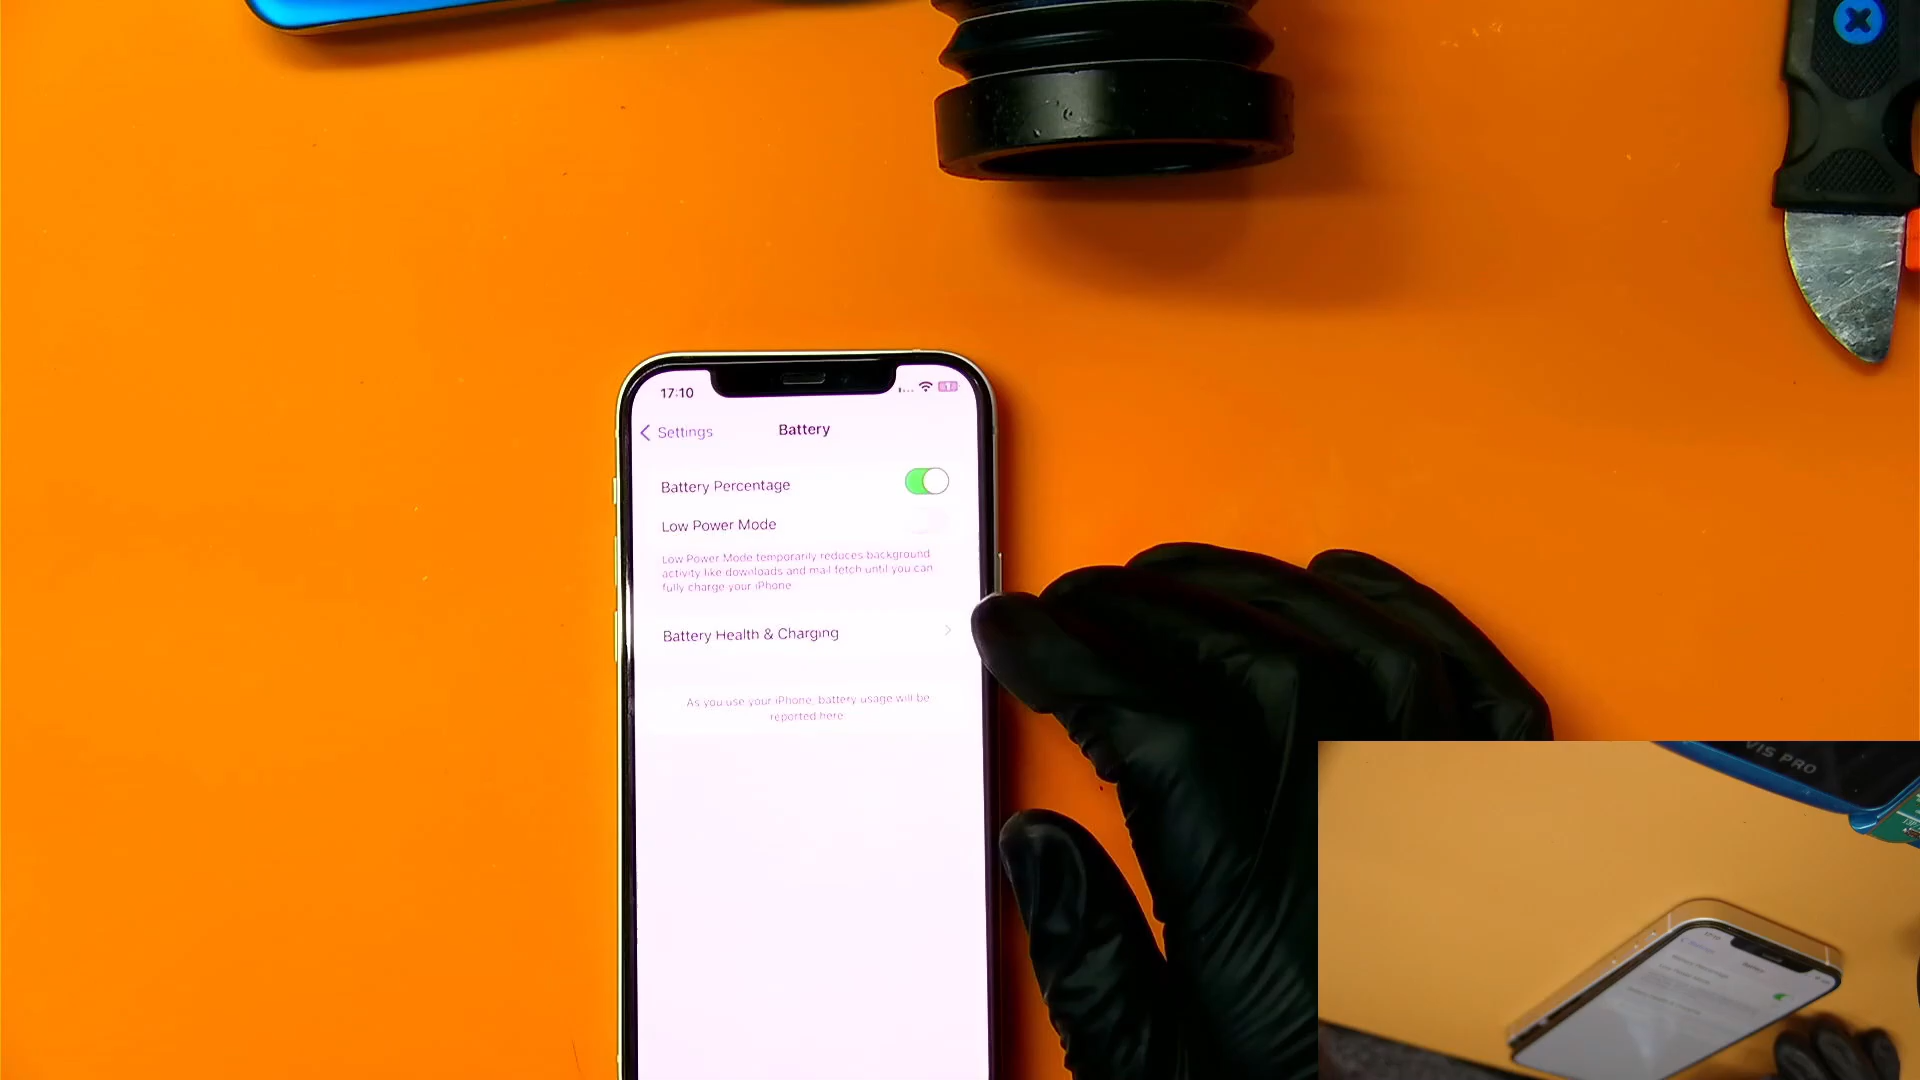 17:10
1
Settings
Battery
Battery Percentage
Low Power Mode
Low Power Mode temporarily reduces background
activity like downloads and mail fetch until you can
fully charge your iPhone
Battery Health & Charging
As you use your iPhone, battery usage will be
reported here
VIS PRO
Battery